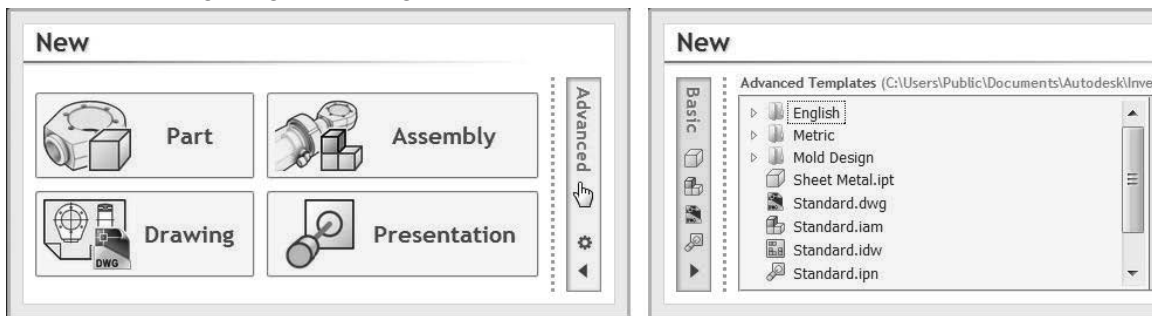 New
Part
Assembly
Drawing
DWG
Presentation
Advanced
New
Basic
Advanced Templates (C:\Users\Public\Documents\Autodesk\Inve
English
Metric
Mold Design
Sheet Metal.ipt
Standard.dwg
Standard.iam
Standard.idw
Standard.ipn